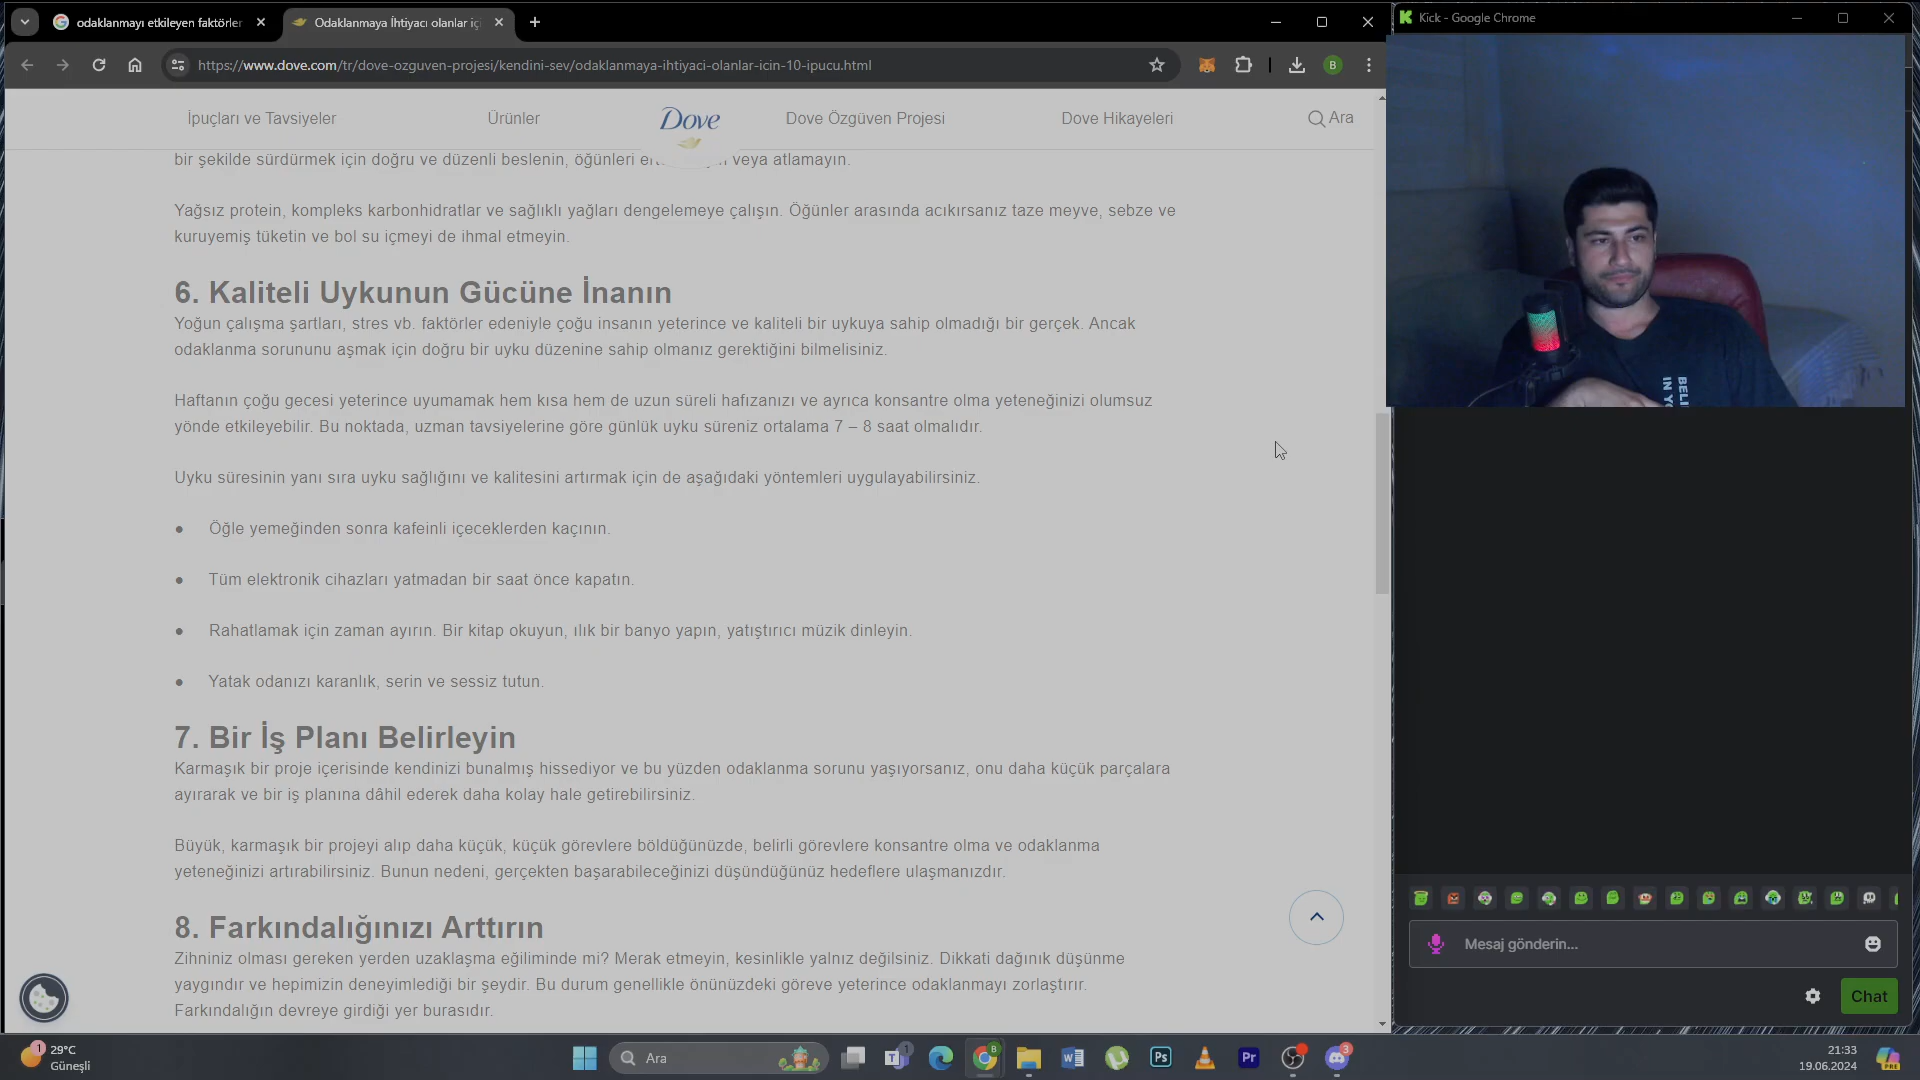 odaklanmayı etkileyen faktörler
Odaklanmaya İhtiyacı olanlar içi
https://www.dove.com/tr/dove-ozguven-projesi/kendini-sev/odaklanmaya-ihtiyaci-olanlar-icin-10-ipucu.html
B
İpuçları ve Tavsiyeler
Ürünler
Dove
Dove Özgüven Projesi
Dove Hikayeleri
Ara
bir şekilde sürdürmek için doğru ve düzenli beslenin, öğünleri veya atlamayın.
Yağsız protein, kompleks karbonhidratlar ve sağlıklı yağları dengelemeye çalışın. Öğünler arasında acıkırsanız taze meyve, sebze ve
kuruyemiş tüketin ve bol su içmeyi de ihmal etmeyin.
6. Kaliteli Uykunun Gücüne İnanın
Yoğun çalışma şartları, stres vb. faktörler edeniyle çoğu insanın yeterince ve kaliteli bir uykuya sahip olmadığı bir gerçek. Ancak
odaklanma sorununu aşmak için doğru bir uyku düzenine sahip olmanız gerektiğini bilmelisiniz.
Haftanın çoğu gecesi yeterince uyumamak hem kısa hem de uzun süreli hafızanızı ve ayrıca konsantre olma yeteneğinizi olumsuz
yönde etkileyebilir. Bu noktada, uzman tavsiyelerine göre günlük uyku süreniz ortalama 7 – 8 saat olmalıdır.
Uyku süresinin yanı sıra uyku sağlığını ve kalitesini artırmak için de aşağıdaki yöntemleri uygulayabilirsiniz.
● Öğle yemeğinden sonra kafeinli içeceklerden kaçının.
● Tüm elektronik cihazları yatmadan bir saat önce kapatın.
● Rahatlamak için zaman ayırın. Bir kitap okuyun, ılık bir banyo yapın, yatıştırıcı müzik dinleyin.
● Yatak odanızı karanlık, serin ve sessiz tutun.
7. Bir İş Planı Belirleyin
Karmaşık bir proje içerisinde kendinizi bunalmış hissediyor ve bu yüzden odaklanma sorunu yaşıyorsanız, onu daha küçük parçalara
ayırarak ve bir iş planına dâhil ederek daha kolay hale getirebilirsiniz.
Büyük, karmaşık bir projeyi alıp daha küçük, küçük görevlere böldüğünüzde, belirli görevlere konsantre olma ve odaklanma
yeteneğinizi artırabilirsiniz. Bunun nedeni, gerçekten başarabileceğinizi düşündüğünüz hedeflere ulaşmanızdır.
8. Farkındalığınızı Arttırın
Zihniniz olması gereken yerden uzaklaşma eğiliminde mi? Merak etmeyin, kesinlikle yalnız değilsiniz. Dikkati dağınık düşünme
yaygındır ve hepimizin deneyimlediği bir şeydir. Bu durum genellikle önünüzdeki göreve yeterince odaklanmayı zorlaştırır.
Farkındalığın devreye girdiği yer burasıdır.
K Kick - Google Chrome
IN YO
BELI
Mesaj gönderin...
Chat
1
29°C
Güneşli
Ara
1
B
Ps
Pr
3
21:33
19.06.2024
PRE